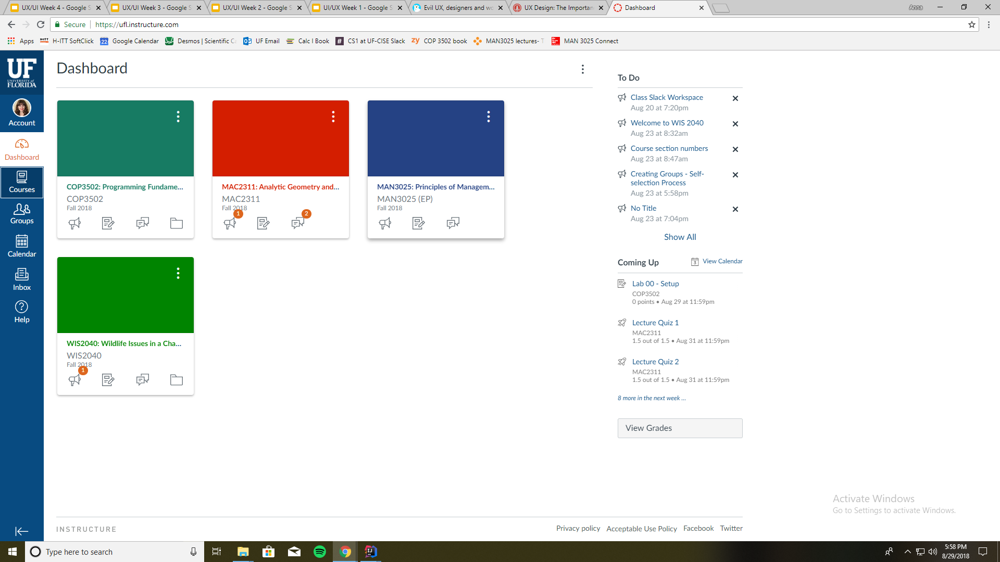 UX/UI Week 4 - Google S
UX/UI Week 3 - Google S
UX/UI Week 2 - Google S
UI/UX Week 1 - Google S
Evil UX, designers and wo
UX Design: The Importan
Dashboard
Anna
Secure
https://ufl.instructure.com
Apps
H-ITT SoftClick
Google Calendar
Desmos | Scientific Ca
UF Email
Calc I Book
CS1 at UF-CISE Slack
COP 3502 book
MAN3025 lectures- T
MAN 3025 Connect
UF
UNIVERSITY of
FLORIDA
Account
Dashboard
Courses
Groups
Calendar
Inbox
Help
Dashboard
COP3502: Programming Fundame...
COP3502
Fall 2018
MAC2311: Analytic Geometry and...
MAC2311
Fall 2018
1
2
MAN3025: Principles of Managem...
MAN3025 (EP)
Fall 2018
WIS2040: Wildlife Issues in a Cha...
WIS2040
Fall 2018
1
To Do
Class Slack Workspace
Aug 20 at 7:20pm
Welcome to WIS 2040
Aug 23 at 8:32am
Course section numbers
Aug 23 at 8:47am
Creating Groups - Self-
selection Process
Aug 23 at 5:58pm
No Title
Aug 23 at 7:04pm
Show All
Coming Up
3
View Calendar
Lab 00 - Setup
COP3502
0 points • Aug 29 at 11:59pm
Lecture Quiz 1
MAC2311
1.5 out of 1.5 • Aug 31 at 11:59pm
Lecture Quiz 2
MAC2311
1.5 out of 1.5 • Aug 31 at 11:59pm
8 more in the next week ...
View Grades
Activate Windows
Go to Settings to activate Windows.
INSTRUCTURE
Privacy policy
Acceptable Use Policy
Facebook
Twitter
Type here to search
5:58 PM
8/29/2018